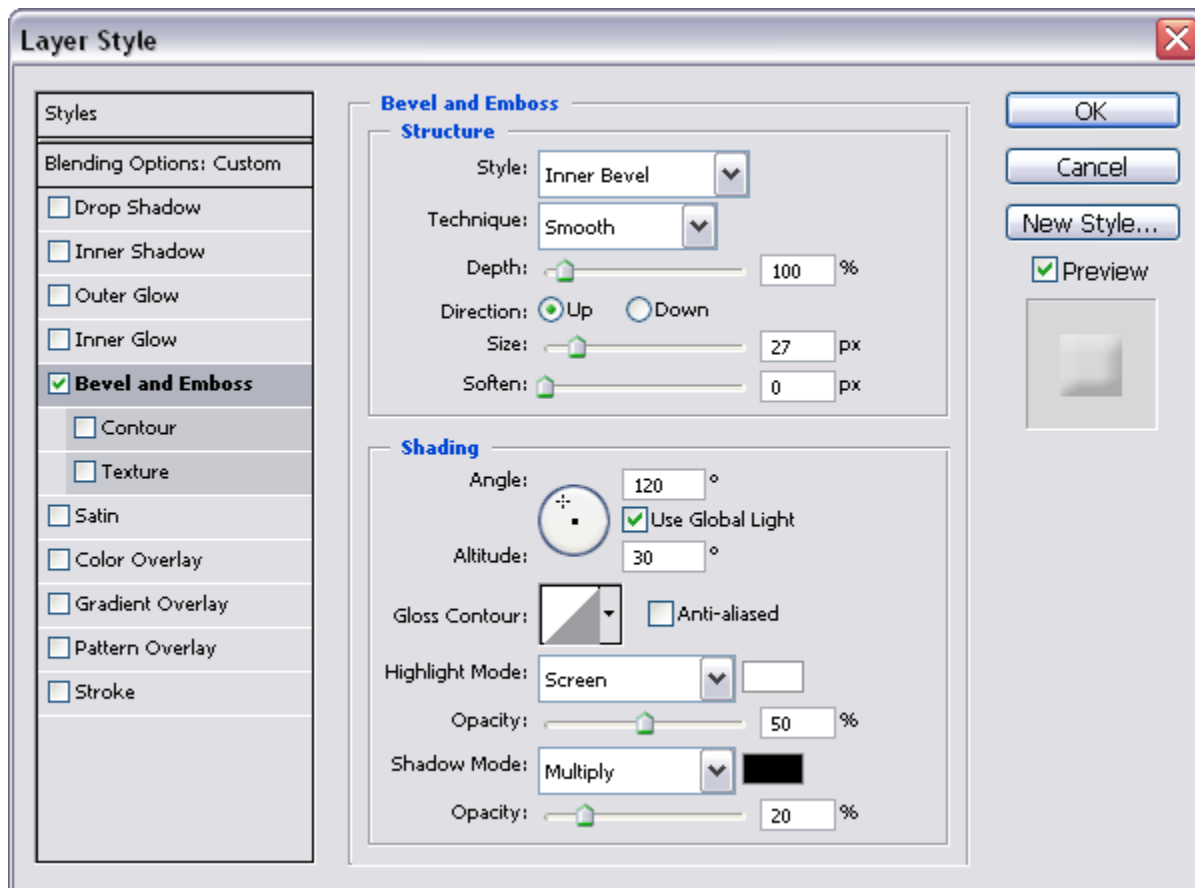 Layer Style
Styles
Blending Options: Custom
Drop Shadow
Inner Shadow
Outer Glow
Inner Glow
Bevel and Emboss
Contour
Texture
Satin
Color Overlay
Gradient Overlay
Pattern Overlay
Stroke
Bevel and Emboss
Structure
Style: Inner Bevel
Technique: Smooth
Depth: 100 %
Direction: Up Down
Size: 27 px
Soften: 0 px
Shading
Angle: 120 °
Use Global Light
Altitude: 30 °
Gloss Contour: Anti-aliased
Highlight Mode: Screen
Opacity: 50 %
Shadow Mode: Multiply
Opacity: 20 %
OK
Cancel
New Style...
Preview